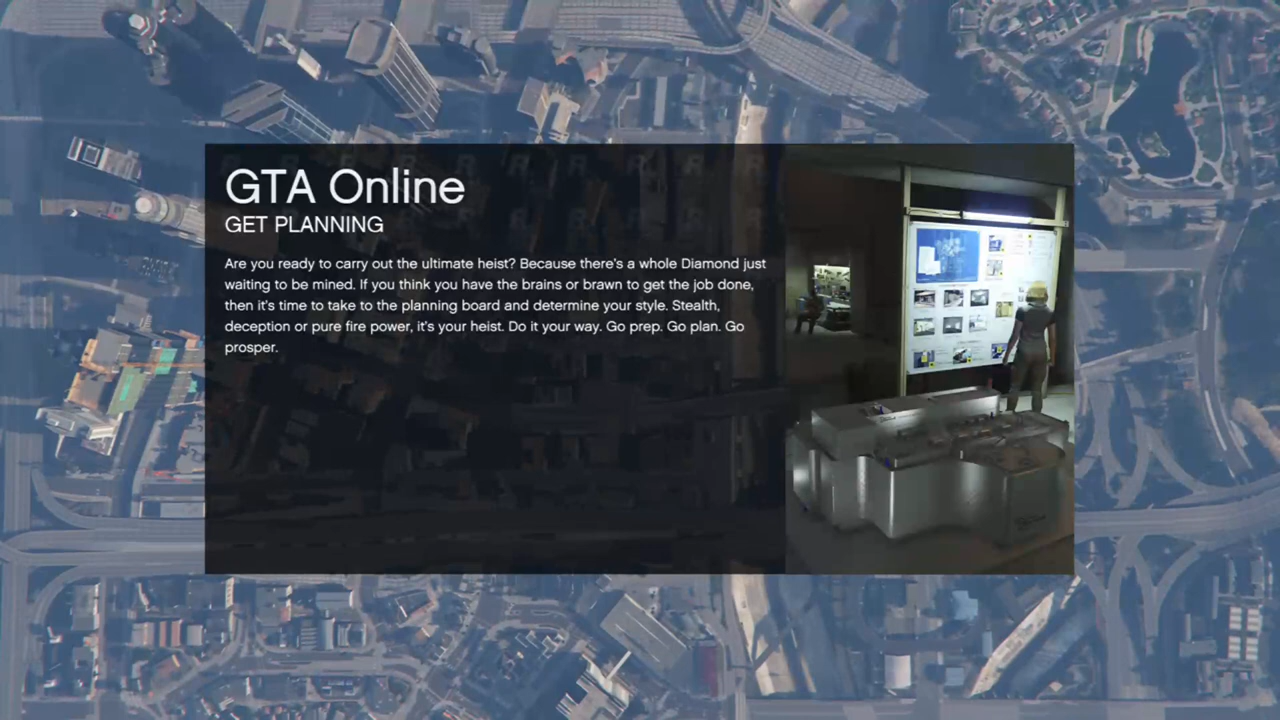 GTA Online
GET PLANNING
Are you ready to carry out the ultimate heist? Because there's a whole Diamond just
waiting to be mined. If you think you have the brains or brawn to get the job done,
then it's time to take to the planning board and determine your style. Stealth,
deception or pure fire power, it's your heist. Do it your way. Go prep. Go plan. Go
prosper.